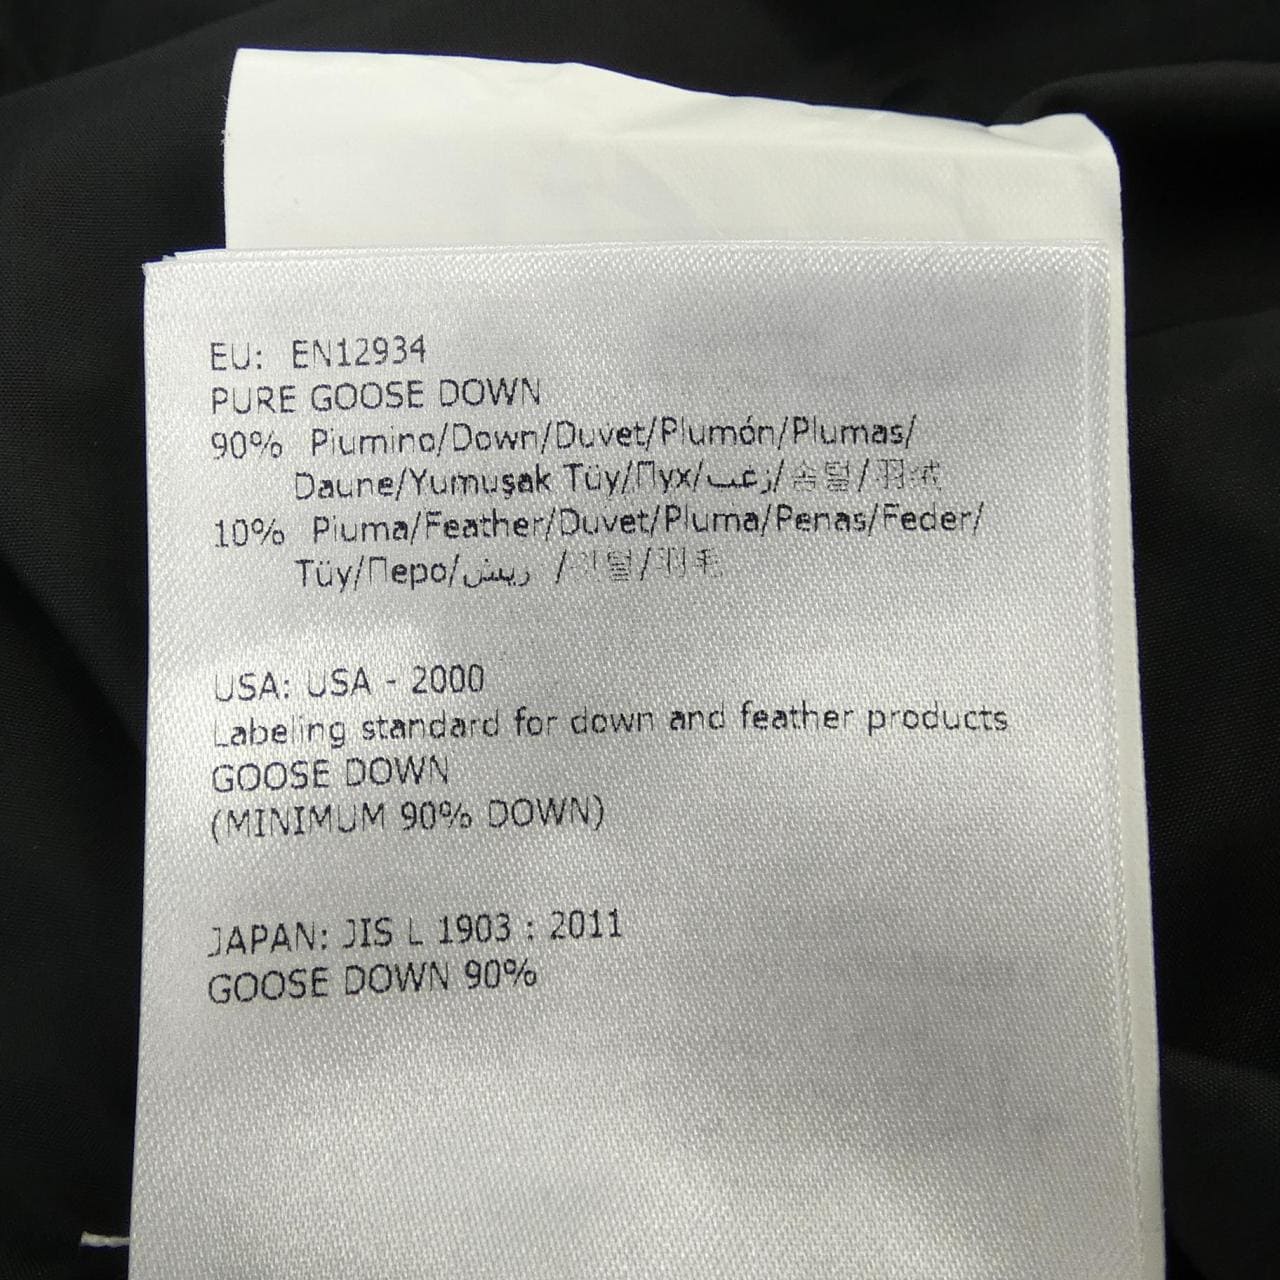 EU: EN12934
PURE GOOSE DOWN
90% Piumino/Down/Duvet/Plumón/Plumas/
Daune/Yumuşak Tüy/Пух/زغب/솜털/羽绒
10% Piuma/Feather/Duvet/Pluma/Penas/Feder/
Tüy/Перо/ريش /깃털/羽毛
USA: USA - 2000
Labeling standard for down and feather products
GOOSE DOWN
(MINIMUM 90% DOWN)
JAPAN: JIS L 1903 : 2011
GOOSE DOWN 90%